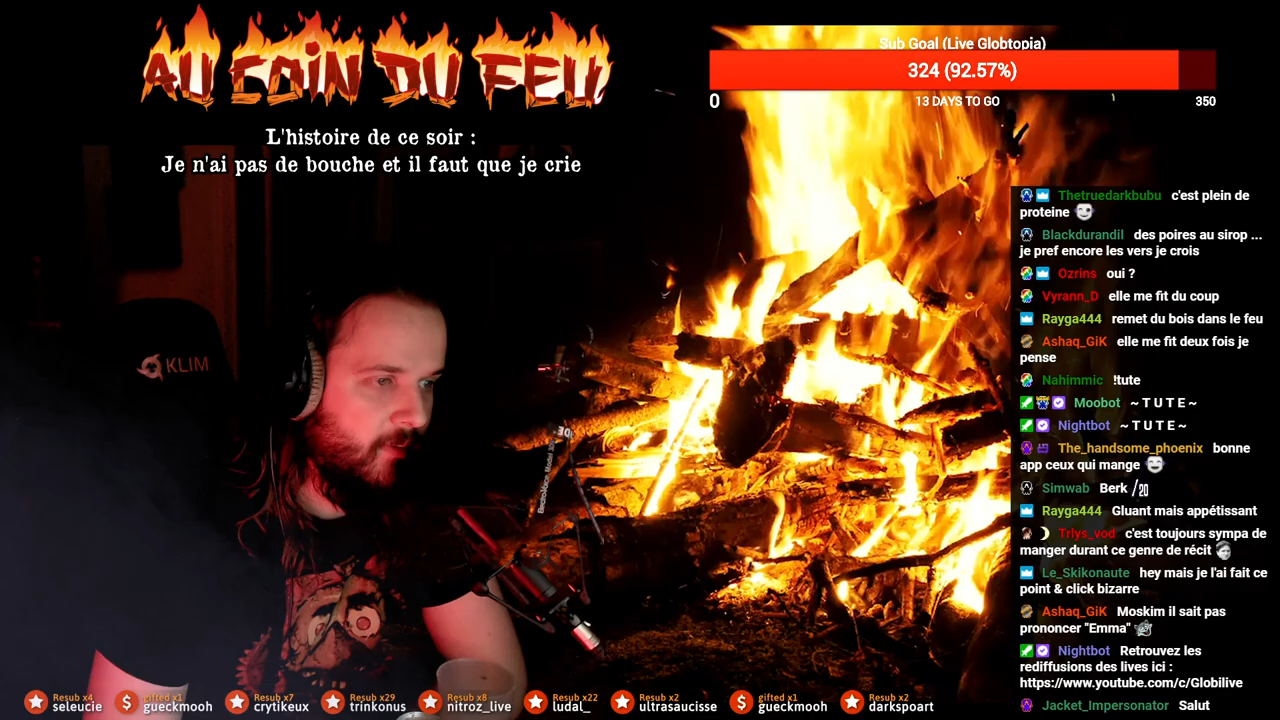 AU COIN DU FEU
L'histoire de ce soir :
Je n'ai pas de bouche et il faut que je crie
Sub Goal (Live Globtopia)
324 (92.57%)
0
13 DAYS TO GO
350
KLIM
Thetruedarkbubu c'est plein de
proteine
Blackdurandil des poires au sirop ...
je pref encore les vers je crois
Ozrins oui ?
Vyrann_D elle me fit du coup
Rayga444 remet du bois dans le feu
Ashaq_GiK elle me fit deux fois je
pense
Nahimmic !tute
Moobot ~ T U T E ~
Nightbot ~ T U T E ~
The_handsome_phoenix bonne
app ceux qui mange
Simwab Berk /20
Rayga444 Gluant mais appétissant
Trlys_vod c'est toujours sympa de
manger durant ce genre de récit
Le_Skikonaute hey mais je l'ai fait ce
point & click bizarre
Ashaq_GiK Moskim il sait pas
prononcer "Emma"
Nightbot Retrouvez les
rediffusions des lives ici :
https://www.youtube.com/c/Globilive
Jacket_Impersonator Salut
Resub x4
seleucie
gifted x1
gueckmooh
Resub x7
crytikeux
Resub x29
trinkonus
Resub x8
nitroz_live
Resub x22
ludal_
Resub x2
ultrasaucisse
gifted x1
gueckmooh
Resub x2
darkspoart